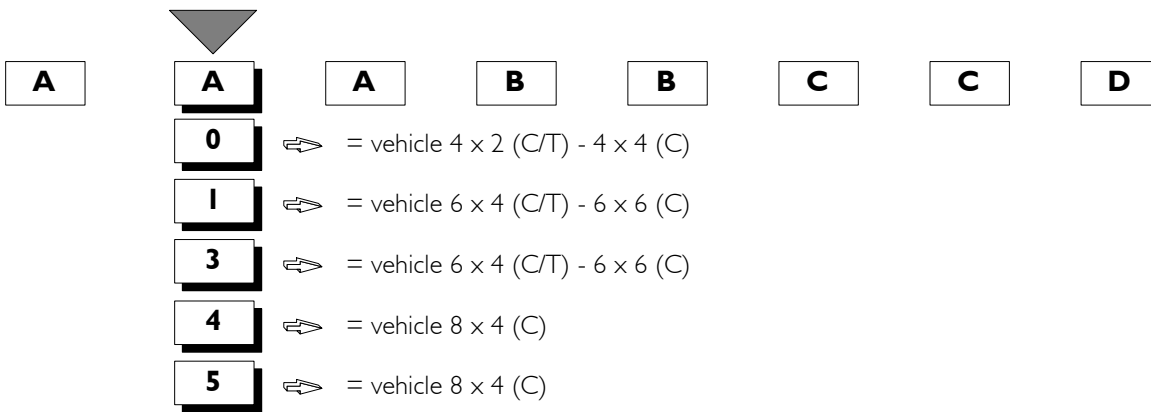 A A A B B C C D
0 ⇨ = vehicle 4 x 2 (C/T) - 4 x 4 (C)
1 ⇨ = vehicle 6 x 4 (C/T) - 6 x 6 (C)
3 ⇨ = vehicle 6 x 4 (C/T) - 6 x 6 (C)
4 ⇨ = vehicle 8 x 4 (C)
5 ⇨ = vehicle 8 x 4 (C)